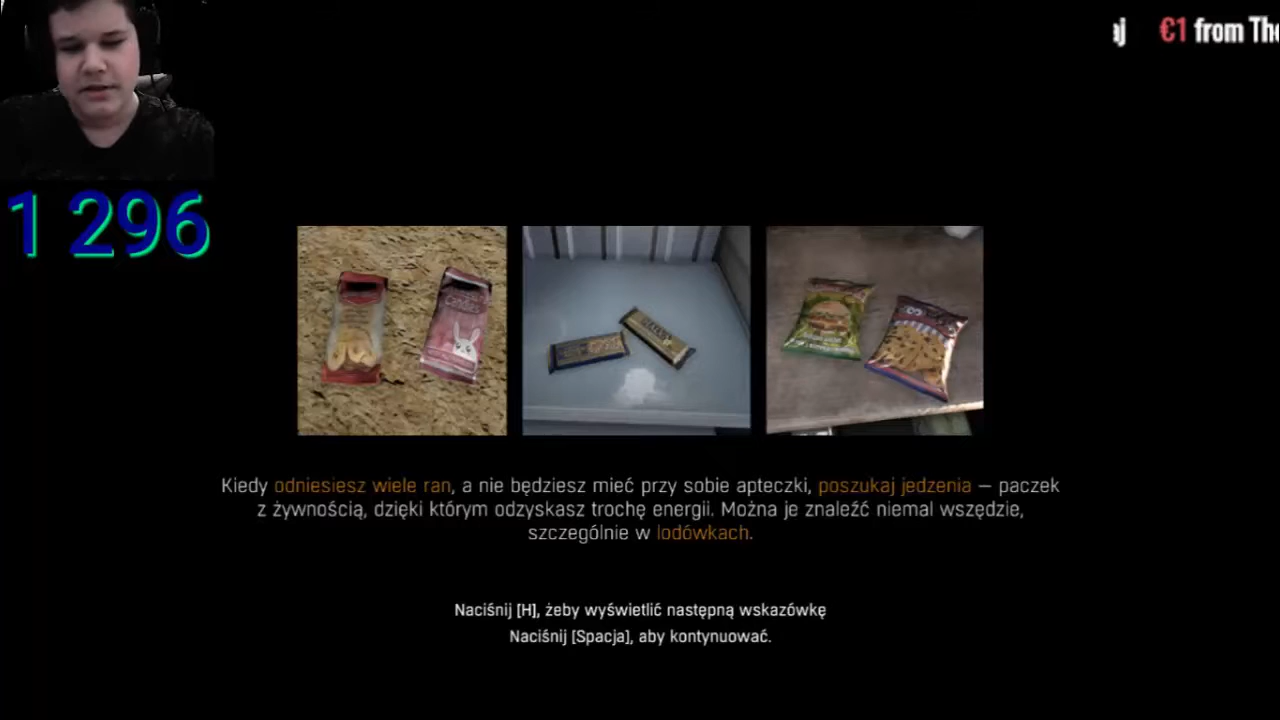 €1 from
1 296
Kiedy odniesiesz wiele ran, a nie będziesz mieć przy sobie apteczki, poszukaj jedzenia — paczek
z żywnością, dzięki którym odzyskasz trochę energii. Można je znaleźć niemal wszędzie,
szczególnie w lodówkach.
Naciśnij [H], żeby wyświetlić następną wskazówkę
Naciśnij [Spacja], aby kontynuować.